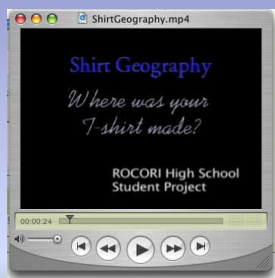 ShirtGeography.mp4
Shirt Geography
Where was your
T-shirt made?
ROCORI High School
Student Project
00:00:24